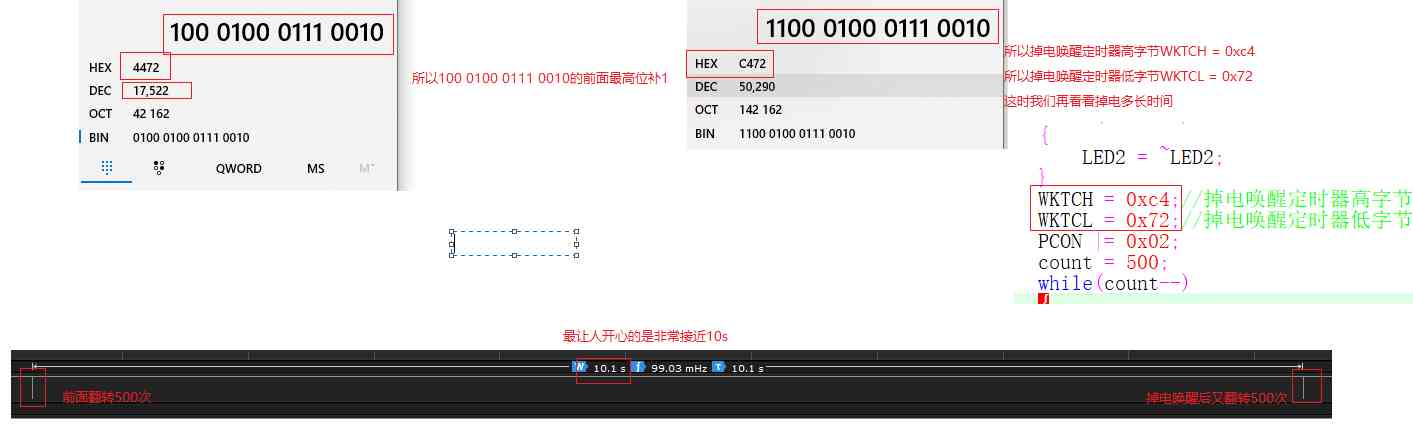 100 0100 0111 0010
HEX 4472
DEC 17,522
OCT 42 162
BIN 0100 0100 0111 0010
QWORD MS M˅
所以100 0100 0111 0010的前面最高位补1
1100 0100 0111 0010
HEX C472
DEC 50,290
OCT 142 162
BIN 1100 0100 0111 0010
所以掉电唤醒定时器高字节WKTCH = 0xc4
所以掉电唤醒定时器低字节WKTCL = 0x72
这时我们再看看掉电多长时间
{
LED2 = ~LED2;
}
WKTCH = 0xc4;//掉电唤醒定时器高字节
WKTCL = 0x72;//掉电唤醒定时器低字节
PCON |= 0x02;
count = 500;
while(count--)
{
最让人开心的是非常接近10s
N 10.1 s f 99.03 mHz T 10.1 s
前面翻转500次
掉电唤醒后又翻转500次